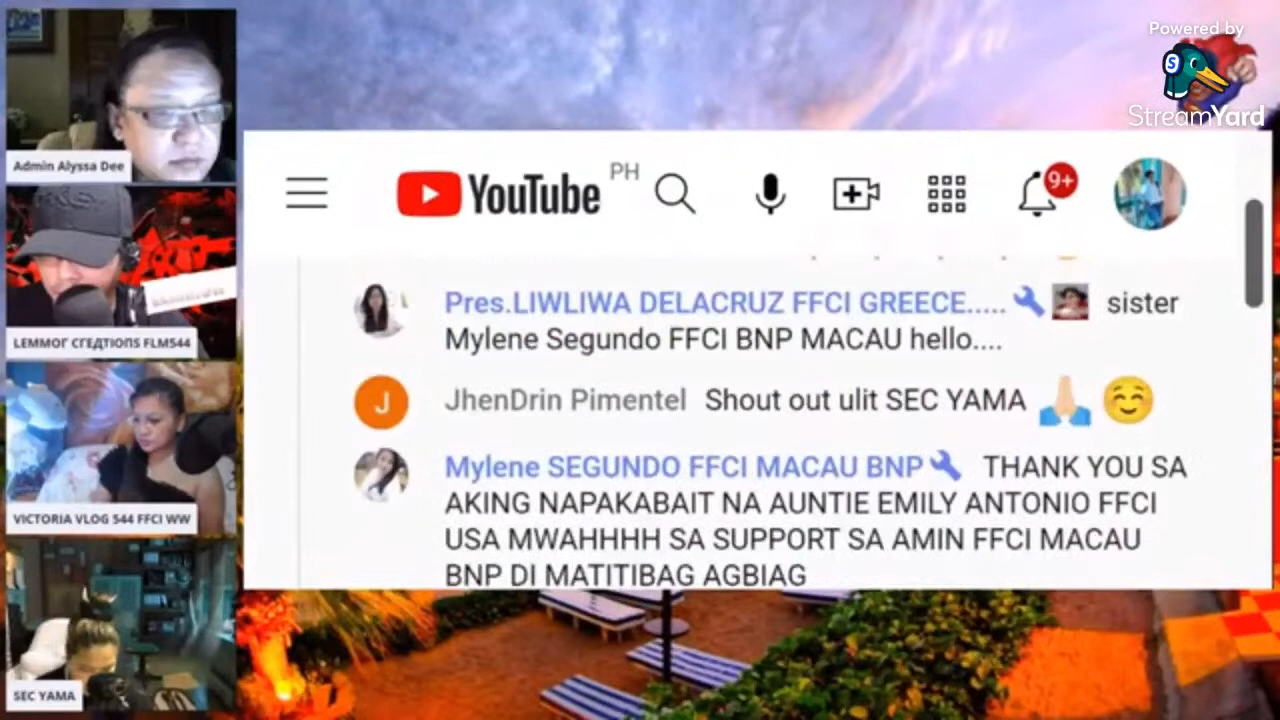 Powered by
StreamYard
Admin Alyssa Dee
LEMMOГ CГEДTIOПS FLM544
VICTORIA VLOG 544 FFCI WW
SEC YAMA
YouTube PH
9+
Pres.LIWLIWA DELACRUZ FFCI GREECE..... sister
Mylene Segundo FFCI BNP MACAU hello....
J JhenDrin Pimentel Shout out ulit SEC YAMA
Mylene SEGUNDO FFCI MACAU BNP THANK YOU SA
AKING NAPAKABAIT NA AUNTIE EMILY ANTONIO FFCI
USA MWAHHHH SA SUPPORT SA AMIN FFCI MACAU
BNP DI MATITIBAG AGBIAG